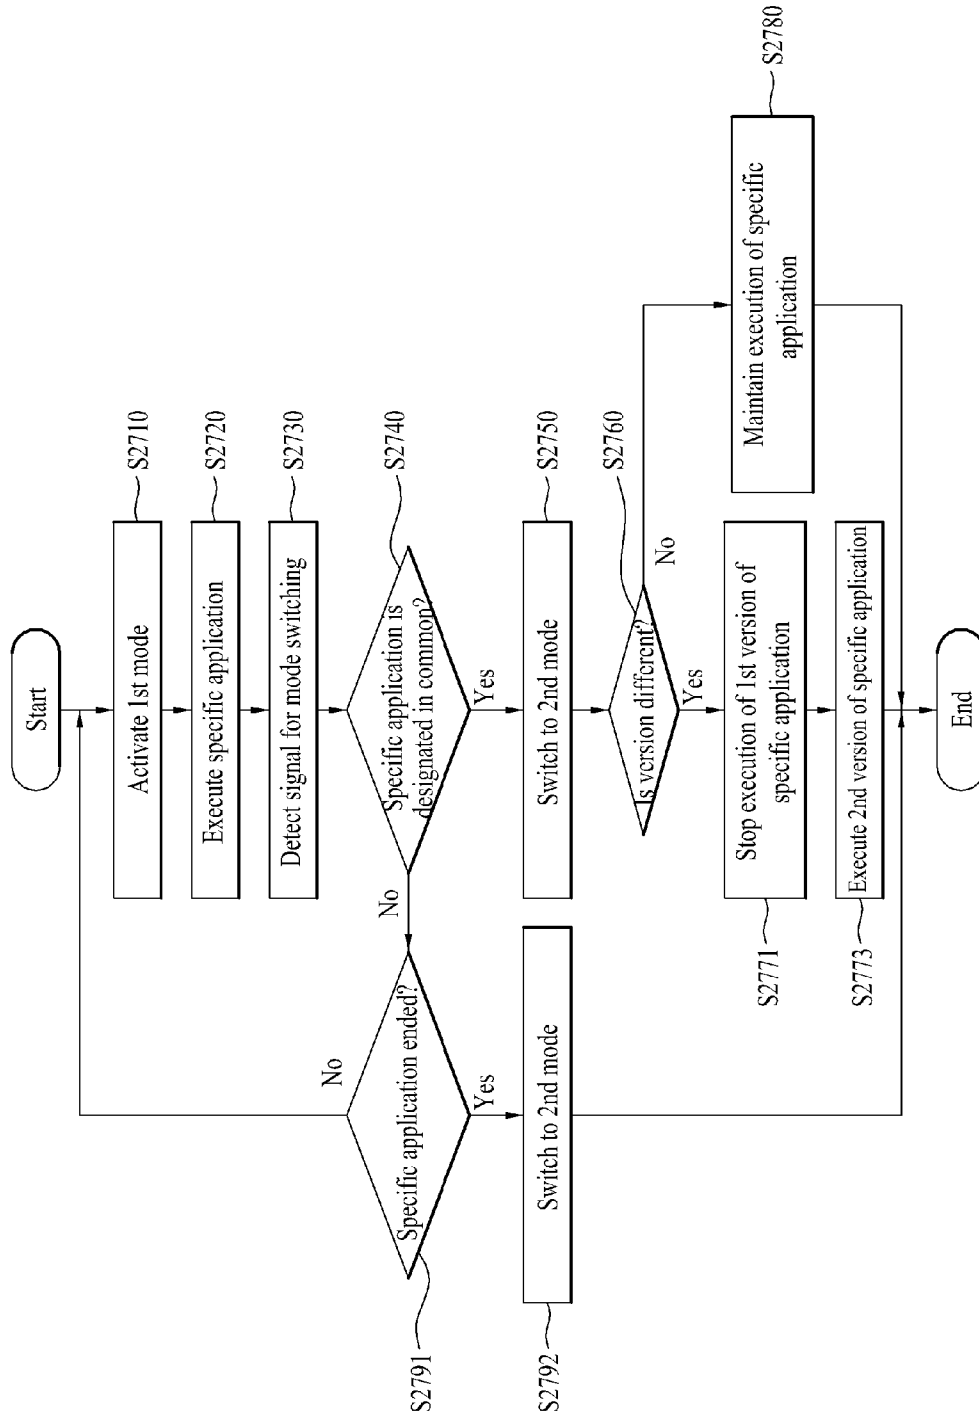 Start
Activate 1st mode
S2710
Execute specific application
S2720
Detect signal for mode switching
S2730
Specific application is
designated in common?
S2740
No
Yes
Specific application ended?
S2791
No
Yes
Switch to 2nd mode
S2750
Switch to 2nd mode
S2792
Is version different?
S2760
No
Yes
Stop execution of 1st version of
specific application
S2771
Maintain execution of specific
application
S2780
Execute 2nd version of specific application
S2773
End